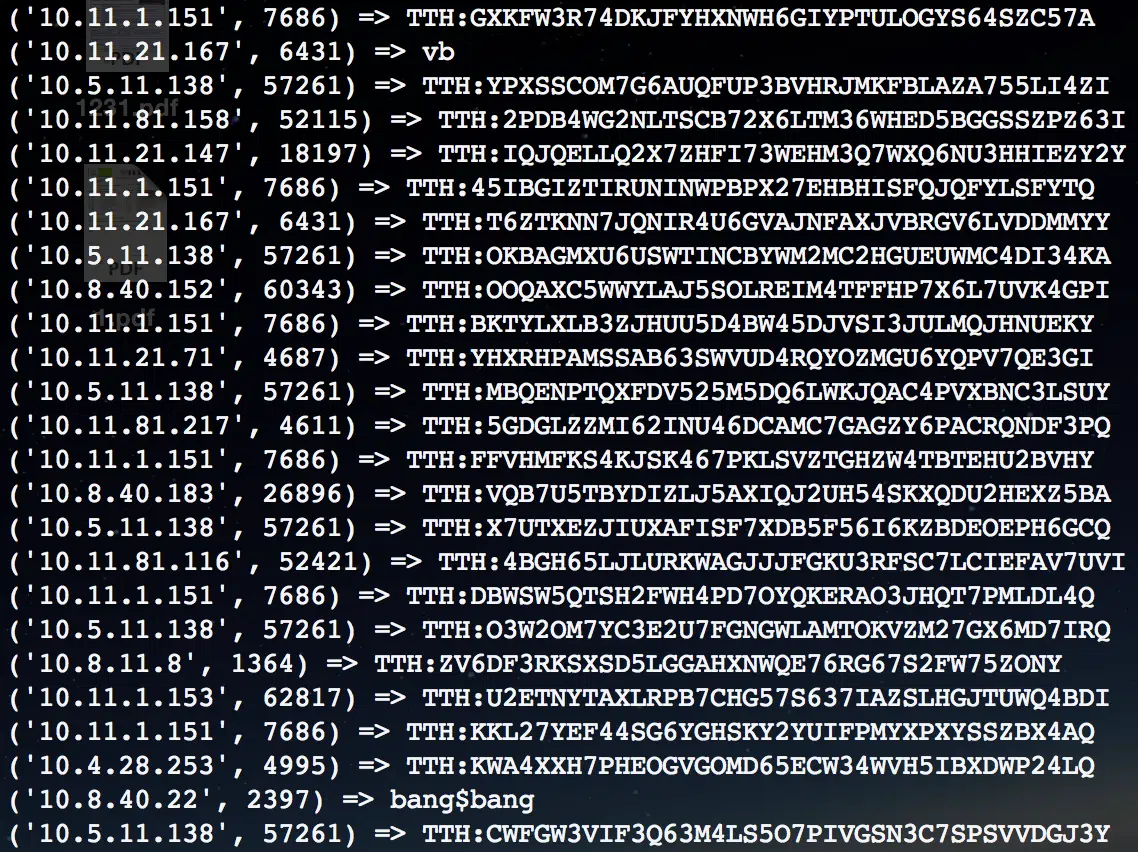 ('10.11.1.151', 7686) => TTH:GXKFW3R74DKJFYHXNWH6GIYPTULOGYS64SZC57A
('10.11.21.167', 6431) => vb
('10.5.11.138', 57261) => TTH:YPXSSCOM7G6AUQFUP3BVHRJMKFBLAZA755LI4ZI
('10.11.81.158', 52115) => TTH:2PDB4WG2NLTSCB72X6LTM36WHED5BGGSSZPZ63I
('10.11.21.147', 18197) => TTH:IQJQELLQ2X7ZHFI73WEHM3Q7WXQ6NU3HHIEZY2Y
('10.11.1.151', 7686) => TTH:45IBGIZTIRUNINWPBPX27EHBHISFQJQFYLSFYTQ
('10.11.21.167', 6431) => TTH:T6ZTKNN7JQNIR4U6GVAJNFAXJVBRGV6LVDDMMYY
('10.5.11.138', 57261) => TTH:OKBAGMXU6USWTINCBYWM2MC2HGUEUWMC4DI34KA
('10.8.40.152', 60343) => TTH:OOQAXC5WWYLAJ5SOLREIM4TFFHP7X6L7UVK4GPI
('10.11.1.151', 7686) => TTH:BKTYLXLB3ZJHUU5D4BW45DJVSI3JULMQJHNUEKY
('10.11.21.71', 4687) => TTH:YHXRHPAMSSAB63SWVUD4RQYOZMGU6YQPV7QE3GI
('10.5.11.138', 57261) => TTH:MBQENPTQXFDV525M5DQ6LWKJQAC4PVXBNC3LSUY
('10.11.81.217', 4611) => TTH:5GDGLZZMI62INU46DCAMC7GAGZY6PACRQNDF3PQ
('10.11.1.151', 7686) => TTH:FFVHMFKS4KJSK467PKLSVZTGHZW4TBTEHU2BVHY
('10.8.40.183', 26896) => TTH:VQB7U5TBYDIZLJ5AXIQJ2UH54SKXQDU2HEXZ5BA
('10.5.11.138', 57261) => TTH:X7UTXEZJIUXAFISF7XDB5F56I6KZBDEOEPH6GCQ
('10.11.81.116', 52421) => TTH:4BGH65LJLURKWAGJJJFGKU3RFSC7LCIEFAV7UVI
('10.11.1.151', 7686) => TTH:DBWSW5QTSH2FWH4PD7OYQKERAO3JHQT7PMLDL4Q
('10.5.11.138', 57261) => TTH:O3W2OM7YC3E2U7FGNGWLAMTOKVZM27GX6MD7IRQ
('10.8.11.8', 1364) => TTH:ZV6DF3RKSXSD5LGGAHXNWQE76RG67S2FW75ZONY
('10.11.1.153', 62817) => TTH:U2ETNYTAXLRPB7CHG57S637IAZSLHGJTUWQ4BDI
('10.11.1.151', 7686) => TTH:KKL27YEF44SG6YGHSKY2YUIFPMYXPXYSSZBX4AQ
('10.4.28.253', 4995) => TTH:KWA4XXH7PHEOGVGOMD65ECW34WVH5IBXDWP24LQ
('10.8.40.22', 2397) => bang$bang
('10.5.11.138', 57261) => TTH:CWFGW3VIF3Q63M4LS5O7PIVGSN3C7SPSVVDGJ3Y
PDF
1231.pdf
PDF
1.pdf